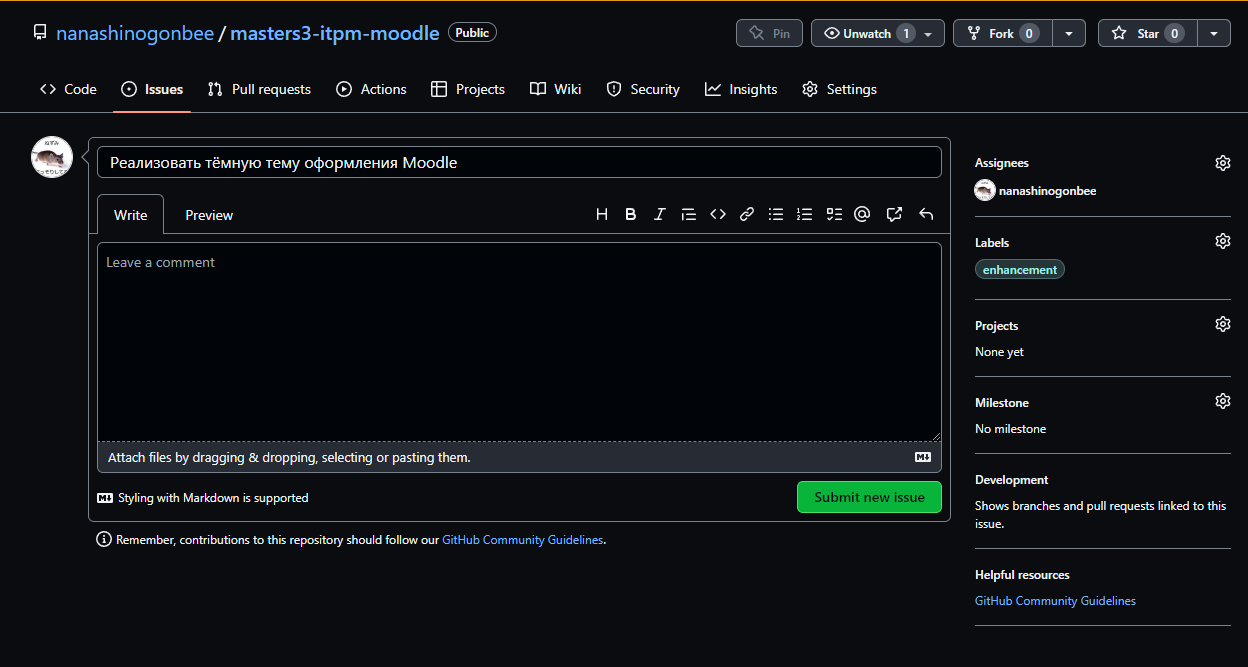 nanashinogonbee / masters3-itpm-moodle Public
Pin
Unwatch 1
Fork 0
Star 0
Code
Issues
Pull requests
Actions
Projects
Wiki
Security
Insights
Settings
ねずみ
Реализовать тёмную тему оформления Moodle
Write
Preview
Leave a comment
Attach files by dragging & dropping, selecting or pasting them.
Styling with Markdown is supported
Submit new issue
Remember, contributions to this repository should follow our GitHub Community Guidelines.
Assignees
nanashinogonbee
Labels
enhancement
Projects
None yet
Milestone
No milestone
Development
Shows branches and pull requests linked to this
issue.
Helpful resources
GitHub Community Guidelines